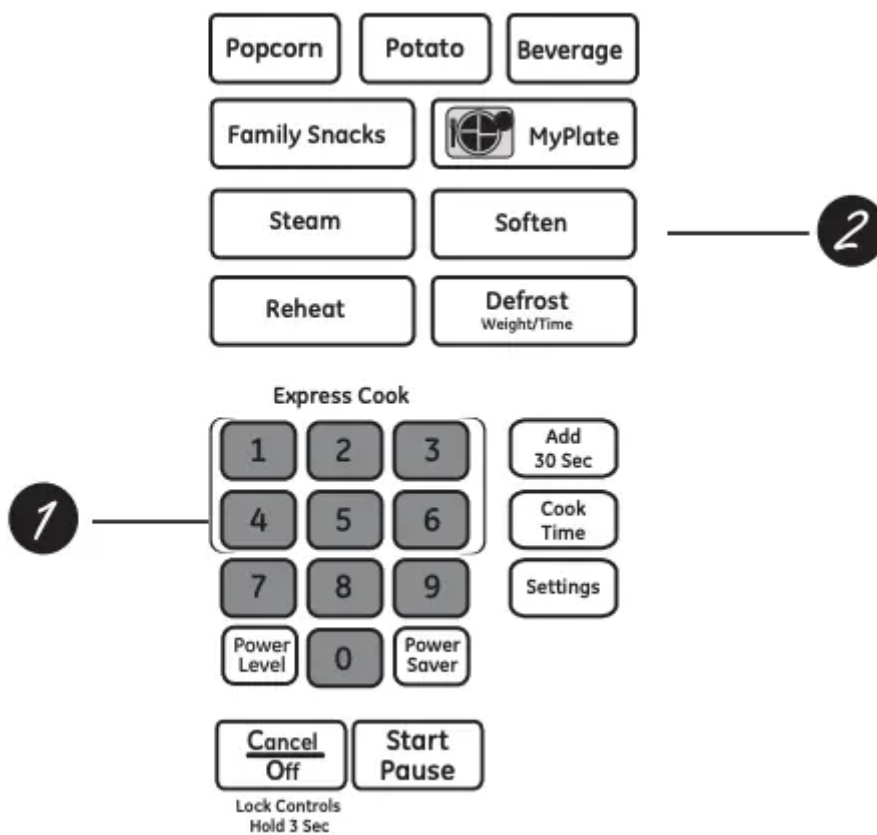 Popcorn
Potato
Beverage
Family Snacks
MyPlate
Steam
Soften
2
Reheat
Defrost
Weight/Time
Express Cook
1 2 3
Add
30 Sec
1
4 5 6
Cook
Time
7 8 9
Settings
Power
Level
0
Power
Saver
Cancel
Off
Start
Pause
Lock Controls
Hold 3 Sec